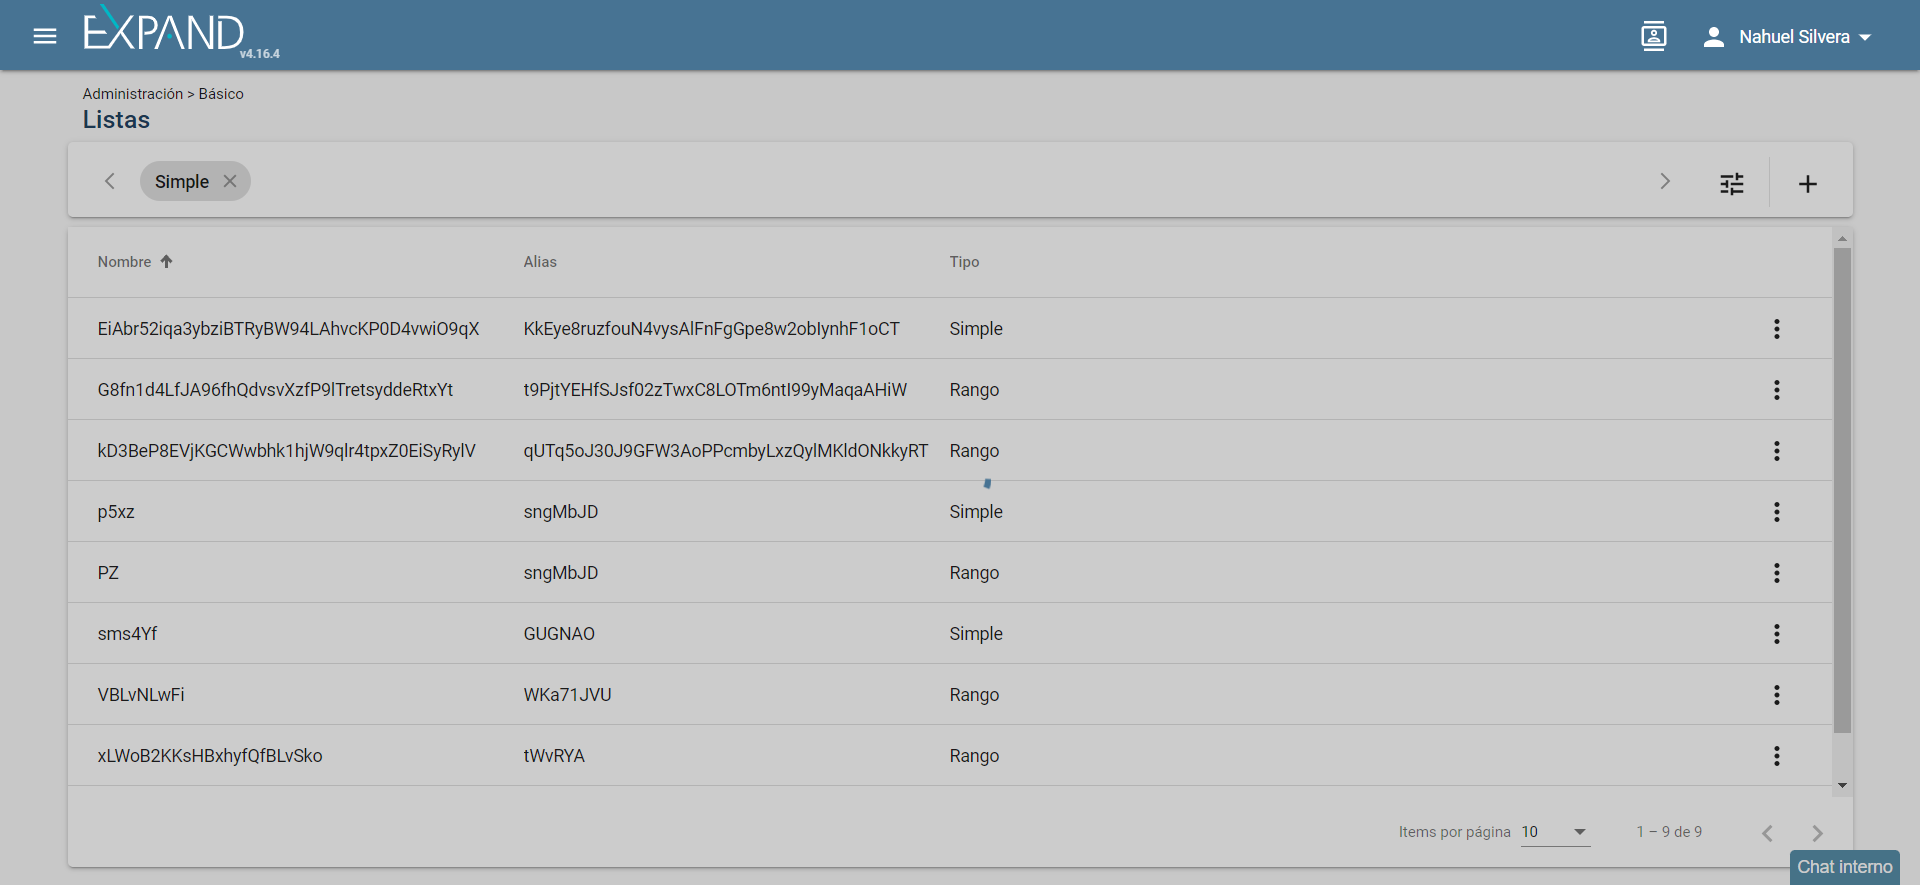 EXPAND
v4.16.4
Nahuel Silvera
Administración > Básico
Listas
Simple
Nombre Alias Tipo
EiAbr52iqa3ybziBTRyBW94LAhvcKP0D4vwiO9qX KkEye8ruzfouN4vysAlFnFgGpe8w2obIynhF1oCT Simple
G8fn1d4LfJA96fhQdvsvXzfP9lTretsyddeRtxYt t9PjtYEHfSJsf02zTwxC8LOTm6ntI99yMaqaAHiW Rango
kD3BeP8EVjKGCWwbhk1hjW9qlr4tpxZ0EiSyRylV qUTq5oJ30J9GFW3AoPPcmbyLxzQylMKldONkkyRT Rango
p5xz sngMbJD Simple
PZ sngMbJD Rango
sms4Yf GUGNAO Simple
VBLvNLwFi WKa71JVU Rango
xLWoB2KKsHBxhyfQfBLvSko tWvRYA Rango
Items por página 10 1 – 9 de 9
Chat interno